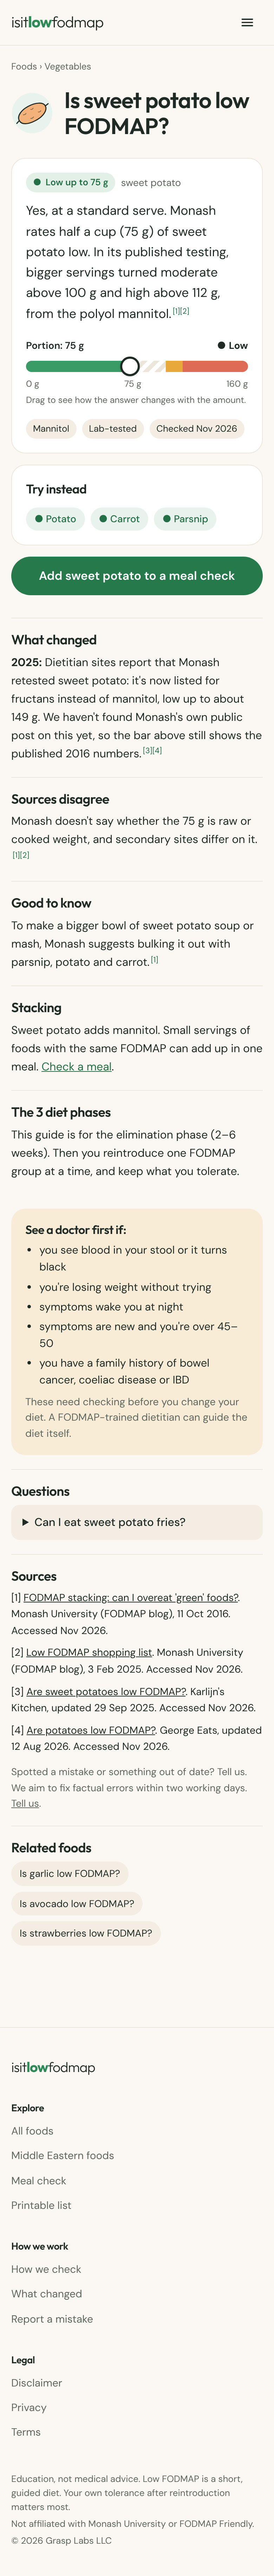 isitlowfodmap
Foods › Vegetables
Is sweet potato low
FODMAP?
Low up to 75 g
sweet potato
Yes, at a standard serve. Monash
rates half a cup (75 g) of sweet
potato low. In its published testing,
bigger servings turned moderate
above 100 g and high above 112 g,
from the polyol mannitol.[1][2]
Portion: 75 g
Low
0 g
75 g
160 g
Drag to see how the answer changes with the amount.
Mannitol
Lab-tested
Checked Nov 2026
Try instead
Potato
Carrot
Parsnip
Add sweet potato to a meal check
What changed
2025: Dietitian sites report that Monash
retested sweet potato: it's now listed for
fructans instead of mannitol, low up to about
149 g. We haven't found Monash's own public
post on this yet, so the bar above still shows the
published 2016 numbers.[3][4]
Sources disagree
Monash doesn't say whether the 75 g is raw or
cooked weight, and secondary sites differ on it.
[1][2]
Good to know
To make a bigger bowl of sweet potato soup or
mash, Monash suggests bulking it out with
parsnip, potato and carrot.[1]
Stacking
Sweet potato adds mannitol. Small servings of
foods with the same FODMAP can add up in one
meal. Check a meal.
The 3 diet phases
This guide is for the elimination phase (2–6
weeks). Then you reintroduce one FODMAP
group at a time, and keep what you tolerate.
See a doctor first if:
• you see blood in your stool or it turns
black
• you're losing weight without trying
• symptoms wake you at night
• symptoms are new and you're over 45–
50
• you have a family history of bowel
cancer, coeliac disease or IBD
These need checking before you change your
diet. A FODMAP-trained dietitian can guide the
diet itself.
Questions
▶ Can I eat sweet potato fries?
Sources
[1] FODMAP stacking: can I overeat 'green' foods?.
Monash University (FODMAP blog), 11 Oct 2016.
Accessed Nov 2026.
[2] Low FODMAP shopping list. Monash University
(FODMAP blog), 3 Feb 2025. Accessed Nov 2026.
[3] Are sweet potatoes low FODMAP?. Karlijn's
Kitchen, updated 29 Sep 2025. Accessed Nov 2026.
[4] Are potatoes low FODMAP?. George Eats, updated
12 Aug 2026. Accessed Nov 2026.
Spotted a mistake or something out of date? Tell us.
We aim to fix factual errors within two working days.
Tell us.
Related foods
Is garlic low FODMAP?
Is avocado low FODMAP?
Is strawberries low FODMAP?
isitlowfodmap
Explore
All foods
Middle Eastern foods
Meal check
Printable list
How we work
How we check
What changed
Report a mistake
Legal
Disclaimer
Privacy
Terms
Education, not medical advice. Low FODMAP is a short,
guided diet. Your own tolerance after reintroduction
matters most.
Not affiliated with Monash University or FODMAP Friendly.
© 2026 Grasp Labs LLC